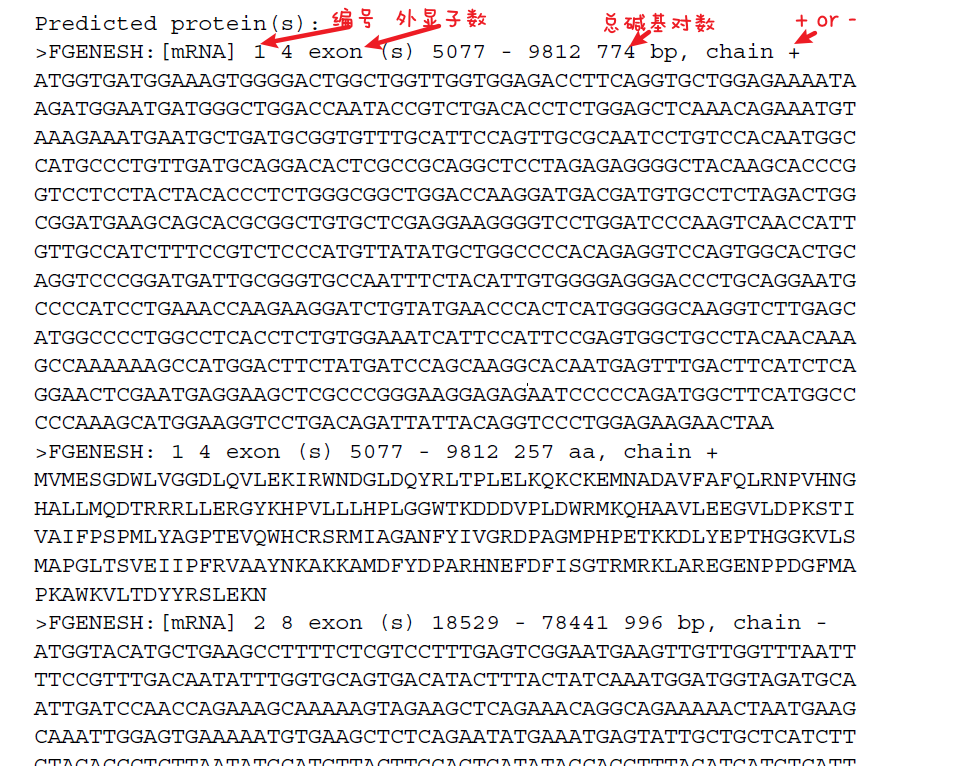 Predicted protein(s): 编号 外显子数 总碱基对数 + or -
>FGENESH:[mRNA] 1 4 exon (s) 5077 - 9812 774 bp, chain +
ATGGTGATGGAAAGTGGGGACTGGCTGGTTGGTGGAGACCTTCAGGTGCTGGAGAAAATA
AGATGGAATGATGGGCTGGACCAATACCGTCTGACACCTCTGGAGCTCAAACAGAAATGT
AAAGAAATGAATGCTGATGCGGTGTTTGCATTCCAGTTGCGCAATCCTGTCCACAATGGC
CATGCCCTGTTGATGCAGGACACTCGCCGCAGGCTCCTAGAGAGGGGCTACAAGCACCCG
GTCCTCCTACTACACCCTCTGGGCGGCTGGACCAAGGATGACGATGTGCCTCTAGACTGG
CGGATGAAGCAGCACGCGGCTGTGCTCGAGGAAGGGGTCCTGGATCCCAAGTCAACCATT
GTTGCCATCTTTCCGTCTCCCATGTTATATGCTGGCCCCACAGAGGTCCAGTGGCACTGC
AGGTCCCGGATGATTGCGGGTGCCAATTTCTACATTGTGGGGAGGGACCCTGCAGGAATG
CCCCATCCTGAAACCAAGAAGGATCTGTATGAACCCACTCATGGGGGCAAGGTCTTGAGC
ATGGCCCCTGGCCTCACCTCTGTGGAAATCATTCCATTCCGAGTGGCTGCCTACAACAAA
GCCAAAAAAGCCATGGACTTCTATGATCCAGCAAGGCACAATGAGTTTGACTTCATCTCA
GGAACTCGAATGAGGAAGCTCGCCCGGGAAGGAGAGAATCCCCCAGATGGCTTCATGGCC
CCCAAAGCATGGAAGGTCCTGACAGATTATTACAGGTCCCTGGAGAAGAACTAA
>FGENESH: 1 4 exon (s) 5077 - 9812 257 aa, chain +
MVMESGDWLVGGDLQVLEKIRWNDGLDQYRLTPLELKQKCKEMNADAVFAFQLRNPVHNG
HALLMQDTRRRLLERGYKHPVLLLHPLGGWTKDDDVPLDWRMKQHAAVLEEGVLDPKSTI
VAIFPSPMLYAGPTEVQWHCRSRMIAGANFYIVGRDPAGMPHPETKKDLYEPTHGGKVLS
MAPGLTSVEIIPFRVAAYNKAKKAMDFYDPARHNEFDFISGTRMRKLAREGENPPDGFMA
PKAWKVLTDYYRSLEKN
>FGENESH:[mRNA] 2 8 exon (s) 18529 - 78441 996 bp, chain -
ATGGTACATGCTGAAGCCTTTTCTCGTCCTTTGAGTCGGAATGAAGTTGTTGGTTTAATT
TTCCGTTTGACAATATTTGGTGCAGTGACATACTTTACTATCAAATGGATGGTAGATGCA
ATTGATCCAACCAGAAAGCAAAAAGTAGAAGCTCAGAAACAGGCAGAAAAACTAATGAAG
CAAATTGGAGTGAAAAATGTGAAGCTCTCAGAATATGAAATGAGTATTGCTGCTCATCTT